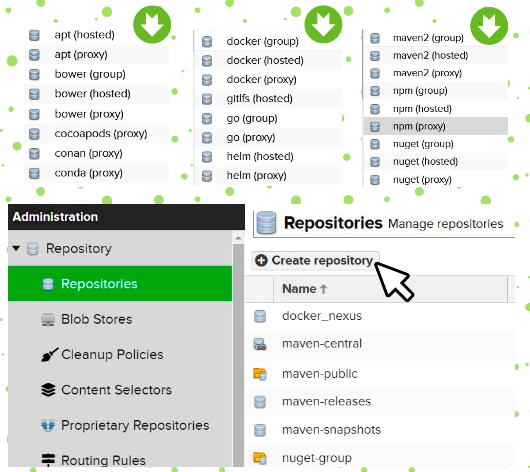 apt (hosted)
apt (proxy)
bower (group)
bower (hosted)
bower (proxy)
cocoapods (proxy)
conan (proxy)
conda (proxy)
docker (group)
docker (hosted)
docker (proxy)
gitlfs (hosted)
go (group)
go (proxy)
helm (hosted)
helm (proxy)
maven2 (group)
maven2 (hosted)
maven2 (proxy)
npm (group)
npm (hosted)
npm (proxy)
nuget (group)
nuget (hosted)
nuget (proxy)
Administration
Repository
Repositories
Blob Stores
Cleanup Policies
Content Selectors
Proprietary Repositories
Routing Rules
Repositories Manage repositories
Create repository
Name ↑
docker_nexus
maven-central
maven-public
maven-releases
maven-snapshots
nuget-group